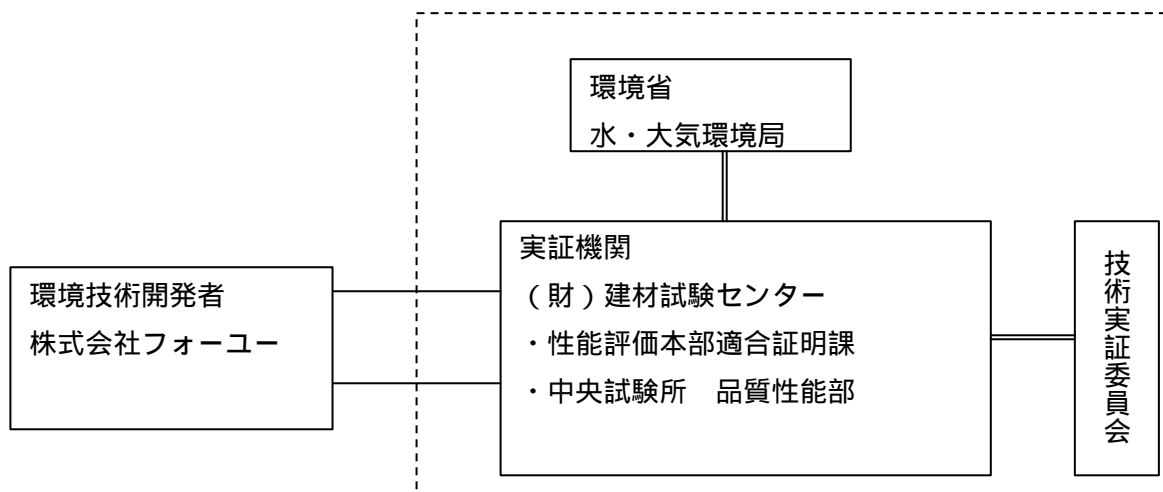 環境省
水・大気環境局
環境技術開発者
株式会社フォーユー
実証機関
(財)建材試験センター
・性能評価本部適合証明課
・中央試験所　品質性能部
技術実証委員会